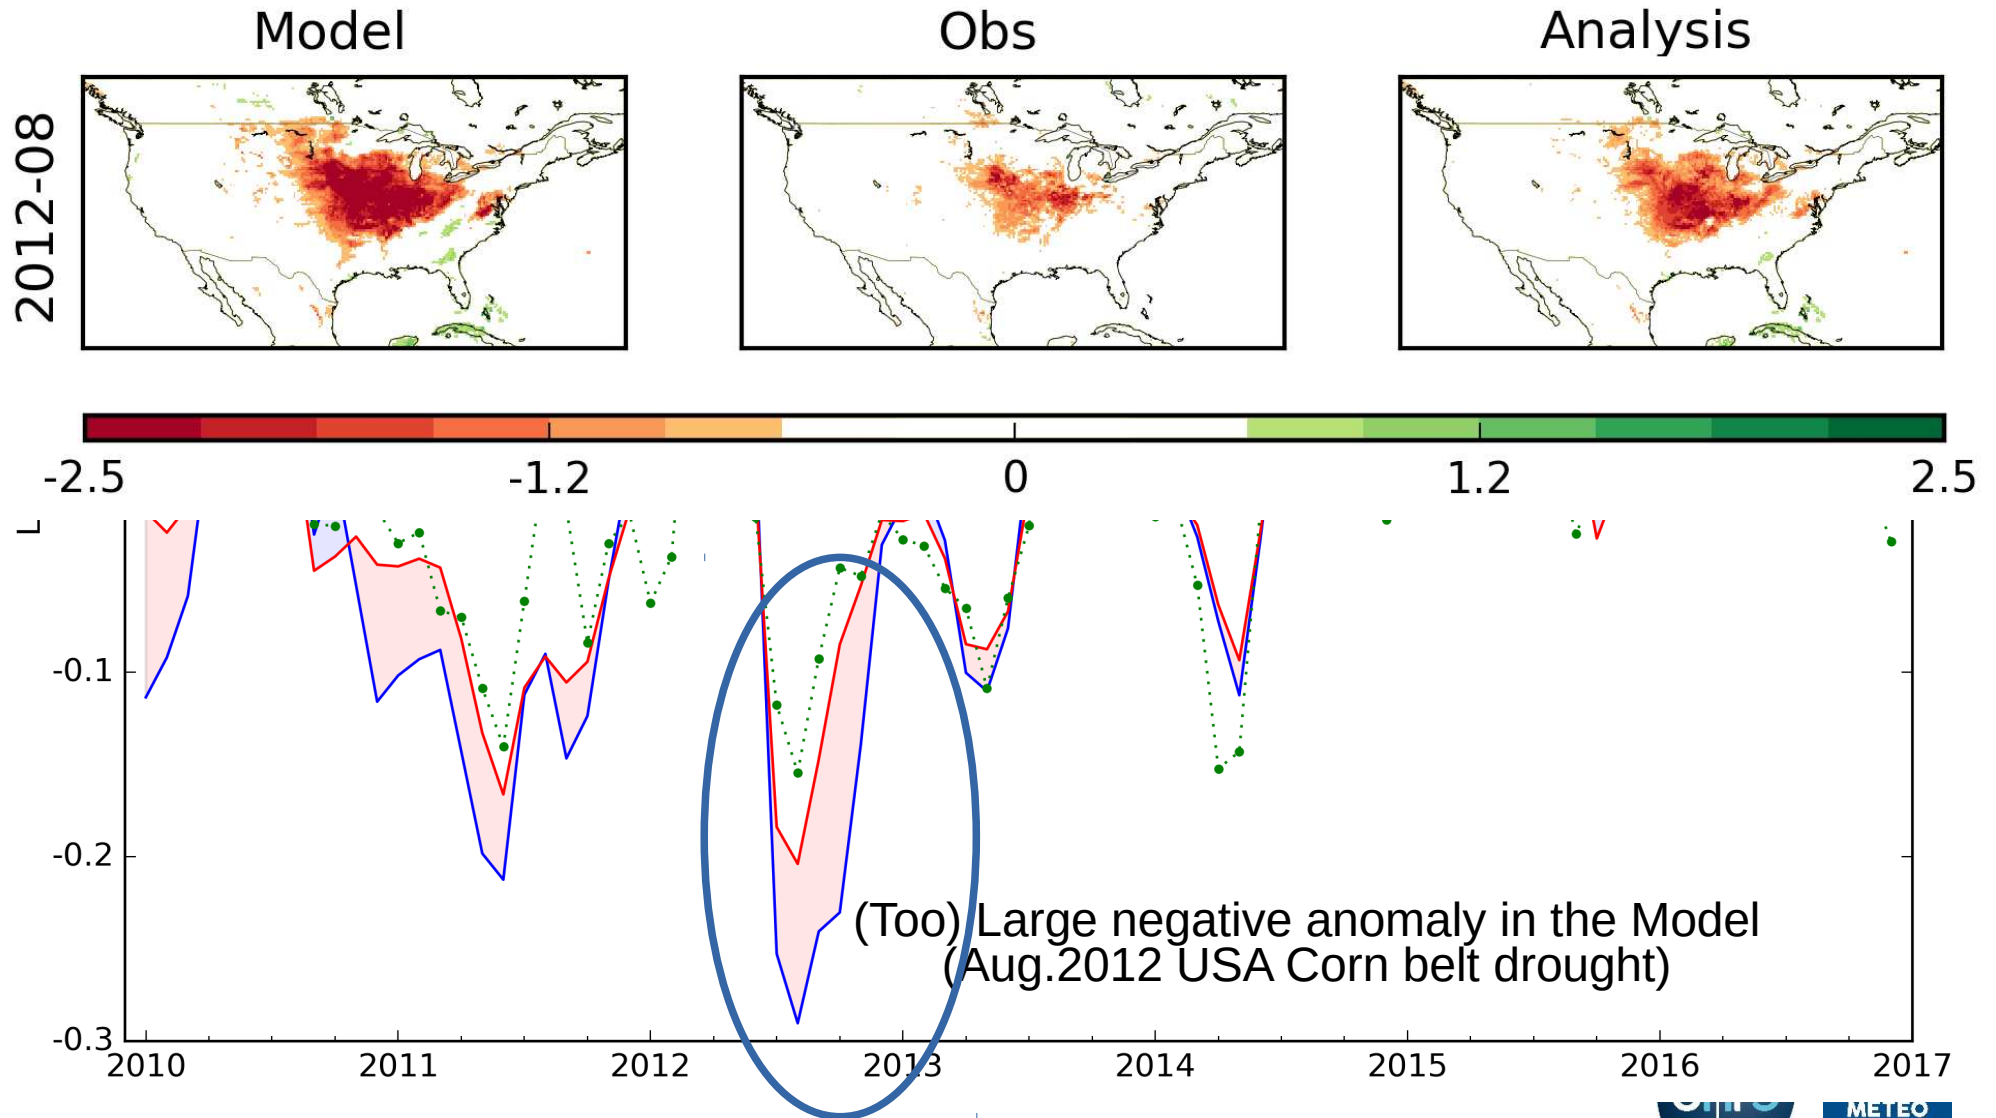 Model Obs Analysis
2012-08
-2.5 -1.2 0 1.2 2.5
-0.1
-0.2
-0.3
(Too) Large negative anomaly in the Model
(Aug.2012 USA Corn belt drought)
2010 2011 2012 2013 2014 2015 2016 2017
METEO